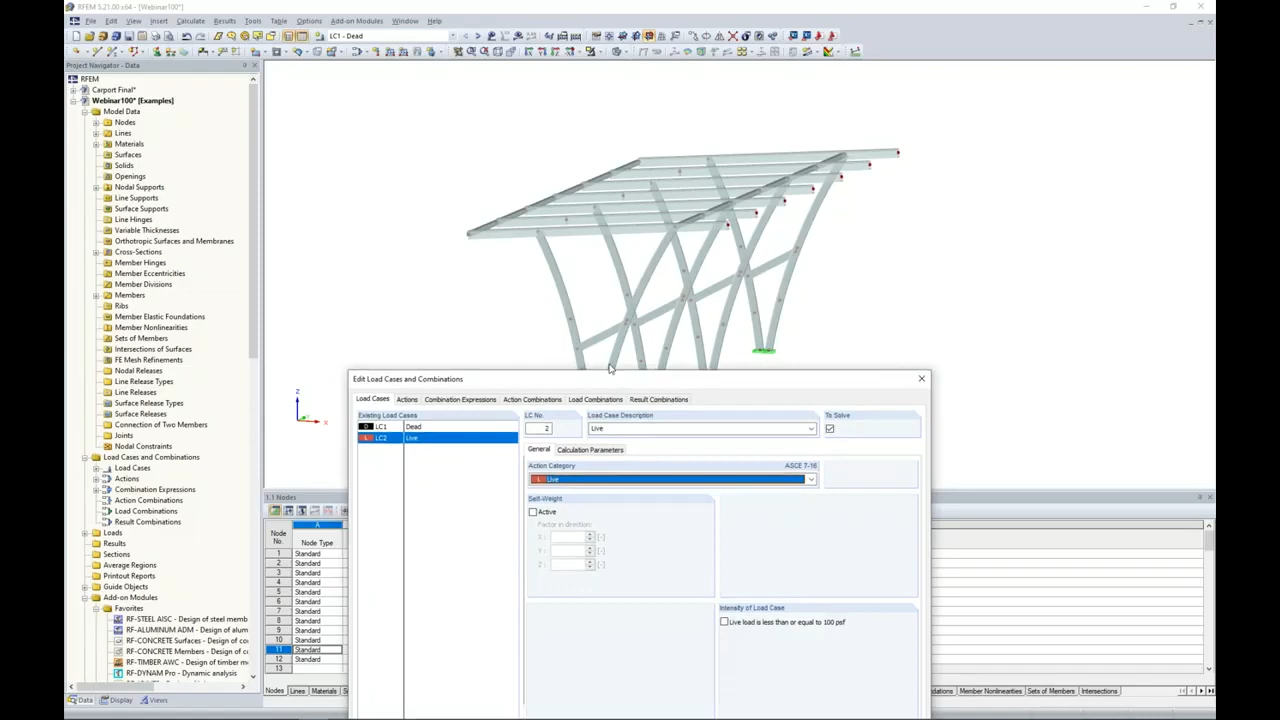 RFEM 5.21.00 x64 - [Webinar100*]
File Edit View Insert Calculate Results Tools Table Options Add-on Modules Window Help
LC1 - Dead
Project Navigator - Data
RFEM
Carport Final*
Webinar100* [Examples]
Model Data
Nodes
Lines
Materials
Surfaces
Solids
Openings
Nodal Supports
Line Supports
Surface Supports
Line Hinges
Variable Thicknesses
Orthotropic Surfaces and Membranes
Cross-Sections
Member Hinges
Member Eccentricities
Member Divisions
Members
Ribs
Member Elastic Foundations
Member Nonlinearities
Sets of Members
Intersections of Surfaces
FE Mesh Refinements
Nodal Releases
Line Release Types
Line Releases
Surface Release Types
Surface Releases
Connection of Two Members
Joints
Nodal Constraints
Load Cases and Combinations
Load Cases
Actions
Combination Expressions
Action Combinations
Load Combinations
Result Combinations
Loads
Results
Sections
Average Regions
Printout Reports
Guide Objects
Add-on Modules
Favorites
RF-STEEL AISC - Design of steel memb
RF-ALUMINUM ADM - Design of alum
RF-CONCRETE Surfaces - Design of co
RF-CONCRETE Members - Design of co
RF-TIMBER AWC - Design of timber m
RF-DYNAM Pro - Dynamic analysis
Data Display Views
Z
X
1.1 Nodes
A
Node No.
Node Type
1 Standard
2 Standard
3 Standard
4 Standard
5 Standard
6 Standard
7 Standard
8 Standard
9 Standard
10 Standard
11 Standard
12 Standard
13
Nodes Lines Materials
Member Nonlinearities Sets of Members Intersections
Edit Load Cases and Combinations
Load Cases Actions Combination Expressions Action Combinations Load Combinations Result Combinations
Existing Load Cases
D LC1 Dead
L LC2 Live
LC No.
2
Load Case Description
Live
To Solve
General Calculation Parameters
Action Category ASCE 7-16
L Live
Self-Weight
Active
Factor in direction:
X : [-]
Y : [-]
Z : [-]
Intensity of Load Case
Live load is less than or equal to 100 psf